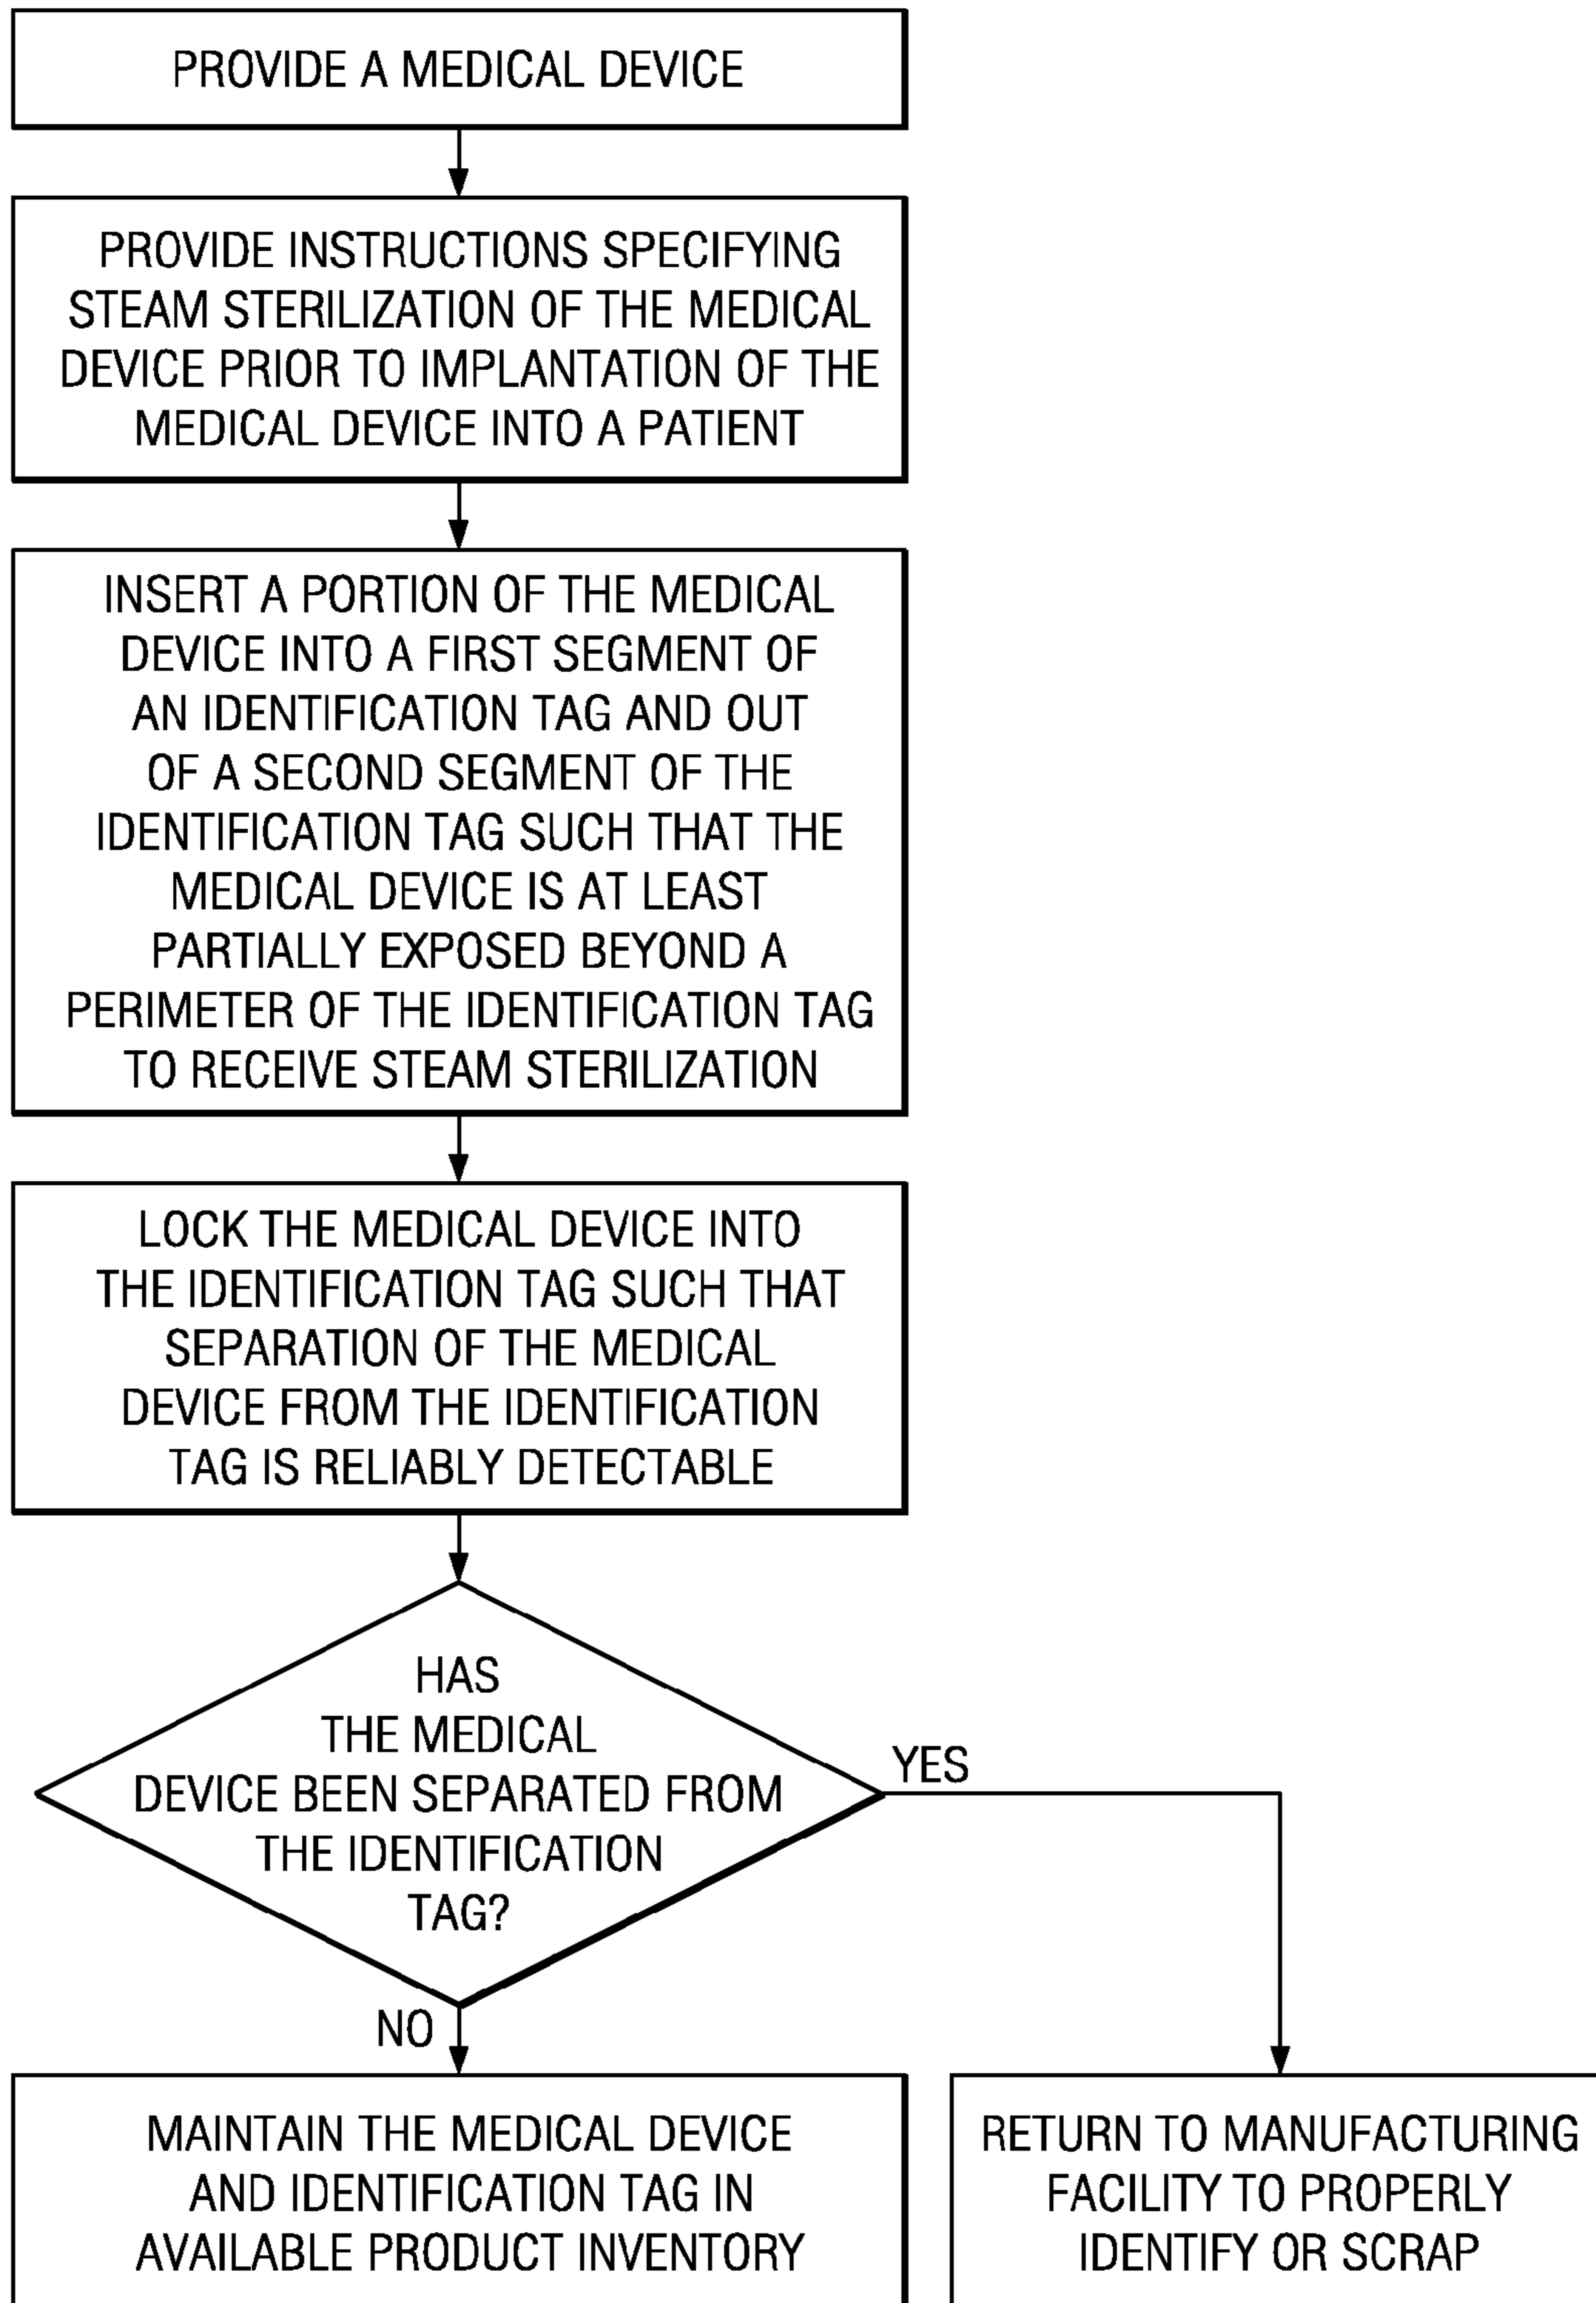 PROVIDE A MEDICAL DEVICE
PROVIDE INSTRUCTIONS SPECIFYING
STEAM STERILIZATION OF THE MEDICAL
DEVICE PRIOR TO IMPLANTATION OF THE
MEDICAL DEVICE INTO A PATIENT
INSERT A PORTION OF THE MEDICAL
DEVICE INTO A FIRST SEGMENT OF
AN IDENTIFICATION TAG AND OUT
OF A SECOND SEGMENT OF THE
IDENTIFICATION TAG SUCH THAT THE
MEDICAL DEVICE IS AT LEAST
PARTIALLY EXPOSED BEYOND A
PERIMETER OF THE IDENTIFICATION TAG
TO RECEIVE STEAM STERILIZATION
LOCK THE MEDICAL DEVICE INTO
THE IDENTIFICATION TAG SUCH THAT
SEPARATION OF THE MEDICAL
DEVICE FROM THE IDENTIFICATION
TAG IS RELIABLY DETECTABLE
HAS
THE MEDICAL
DEVICE BEEN SEPARATED FROM
THE IDENTIFICATION
TAG?
YES
NO
MAINTAIN THE MEDICAL DEVICE
AND IDENTIFICATION TAG IN
AVAILABLE PRODUCT INVENTORY
RETURN TO MANUFACTURING
FACILITY TO PROPERLY
IDENTIFY OR SCRAP